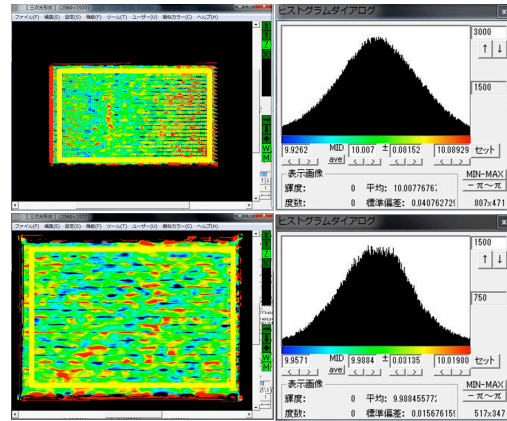 [三次元形状] (2960×1920)
ファイル(F) 編集(E) 設定(S) 機能(F) ツール(T) ユーザー(U) 擬似カラー(C) ヘルプ(H)
W
M
ヒストグラムダイアログ
3000
↑ ↓
1500
9.9262 MID 10.007 ± 0.08152 10.08929 セット
< > ave < > < > < >
表示画像 MIN-MAX
輝度: 0 平均: 10.0077676 -π~π
度数: 0 標準偏差: 0.040762729 807x471
[三次元形状] (2960×1920)
ファイル(F) 編集(E) 設定(S) 機能(F) ツール(T) ユーザー(U) 擬似カラー(C) ヘルプ(H)
W
M
ヒストグラムダイアログ
1500
↑ ↓
750
9.9571 MID 9.9884 ± 0.03135 10.01980 セット
< > ave < > < > < >
表示画像 MIN-MAX
輝度: 0 平均: 9.98845577 -π~π
度数: 0 標準偏差: 0.01567615 517x347